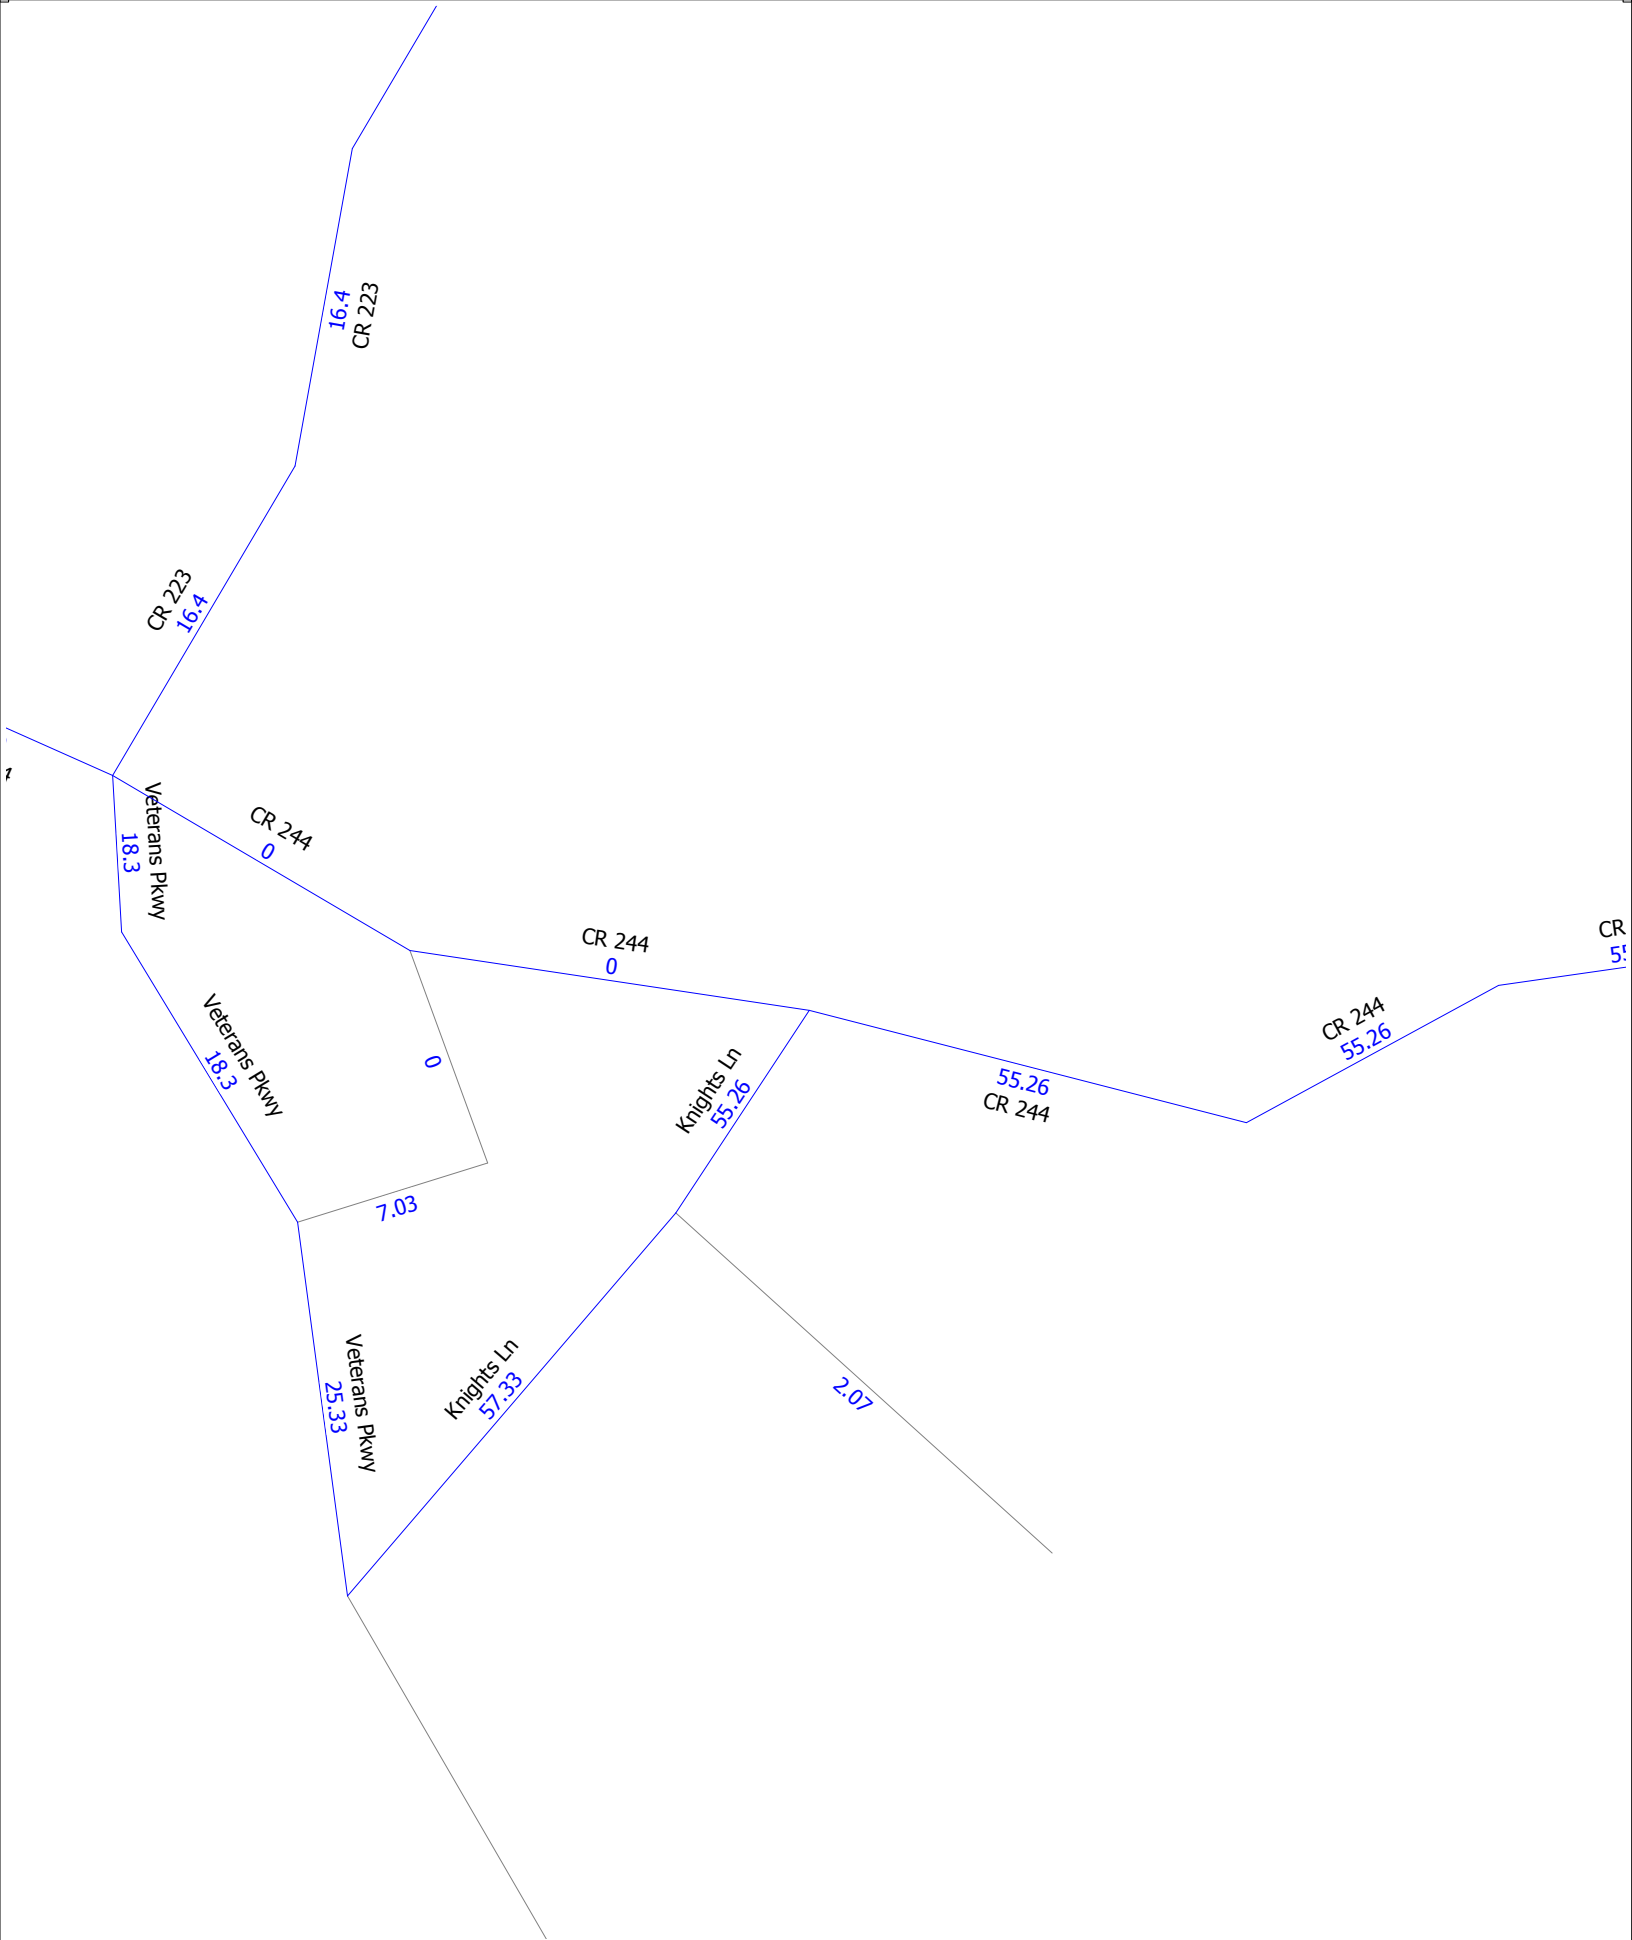 16.4
CR 223
CR 223
16.4
Veterans Pkwy
18.3
CR 244
0
CR 244
0
CR
Veterans Pkwy
18.3
0
Knights Ln
55.26
55.26
CR 244
CR 244
55.26
7.03
Veterans Pkwy
25.33
Knights Ln
57.33
2.07